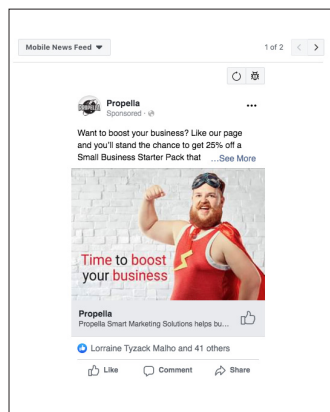 Mobile News Feed
1 of 2
PROPELLA
Propella
Sponsored ·
Want to boost your business? Like our page
and you'll stand the chance to get 25% off a
Small Business Starter Pack that ...See More
Time to boost
your business
Propella
Propella Smart Marketing Solutions helps bu...
Lorraine Tyzack Malho and 41 others
Like Comment Share